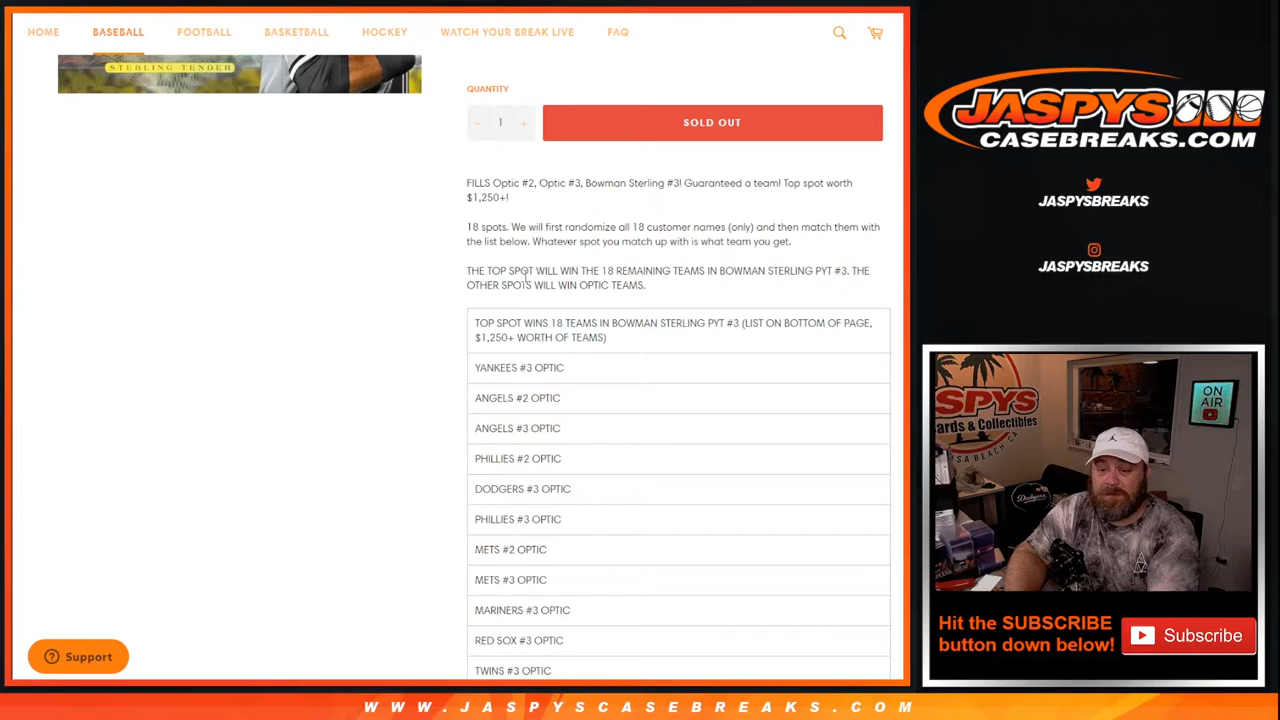 HOME BASEBALL FOOTBALL BASKETBALL HOCKEY WATCH YOUR BREAK LIVE FAQ
STERLING TENDER
QUANTITY
− 1 +
SOLD OUT
FILLS Optic #2, Optic #3, Bowman Sterling #3! Guaranteed a team! Top spot worth
$1,250+!
18 spots. We will first randomize all 18 customer names (only) and then match them with
the list below. Whatever spot you match up with is what team you get.
THE TOP SPOT WILL WIN THE 18 REMAINING TEAMS IN BOWMAN STERLING PYT #3. THE
OTHER SPOTS WILL WIN OPTIC TEAMS.
TOP SPOT WINS 18 TEAMS IN BOWMAN STERLING PYT #3 (LIST ON BOTTOM OF PAGE,
$1,250+ WORTH OF TEAMS)
YANKEES #3 OPTIC
ANGELS #2 OPTIC
ANGELS #3 OPTIC
PHILLIES #2 OPTIC
DODGERS #3 OPTIC
PHILLIES #3 OPTIC
METS #2 OPTIC
METS #3 OPTIC
MARINERS #3 OPTIC
RED SOX #3 OPTIC
TWINS #3 OPTIC
Support
JASPYS
CASEBREAKS.COM
JASPYSBREAKS
JASPYSBREAKS
SPYS
ards & Collectibles
SA BEACH, CA
ON
AIR
Dodgers
Hit the SUBSCRIBE
button down below!
Subscribe
WWW.JASPYSCASEBREAKS.COM